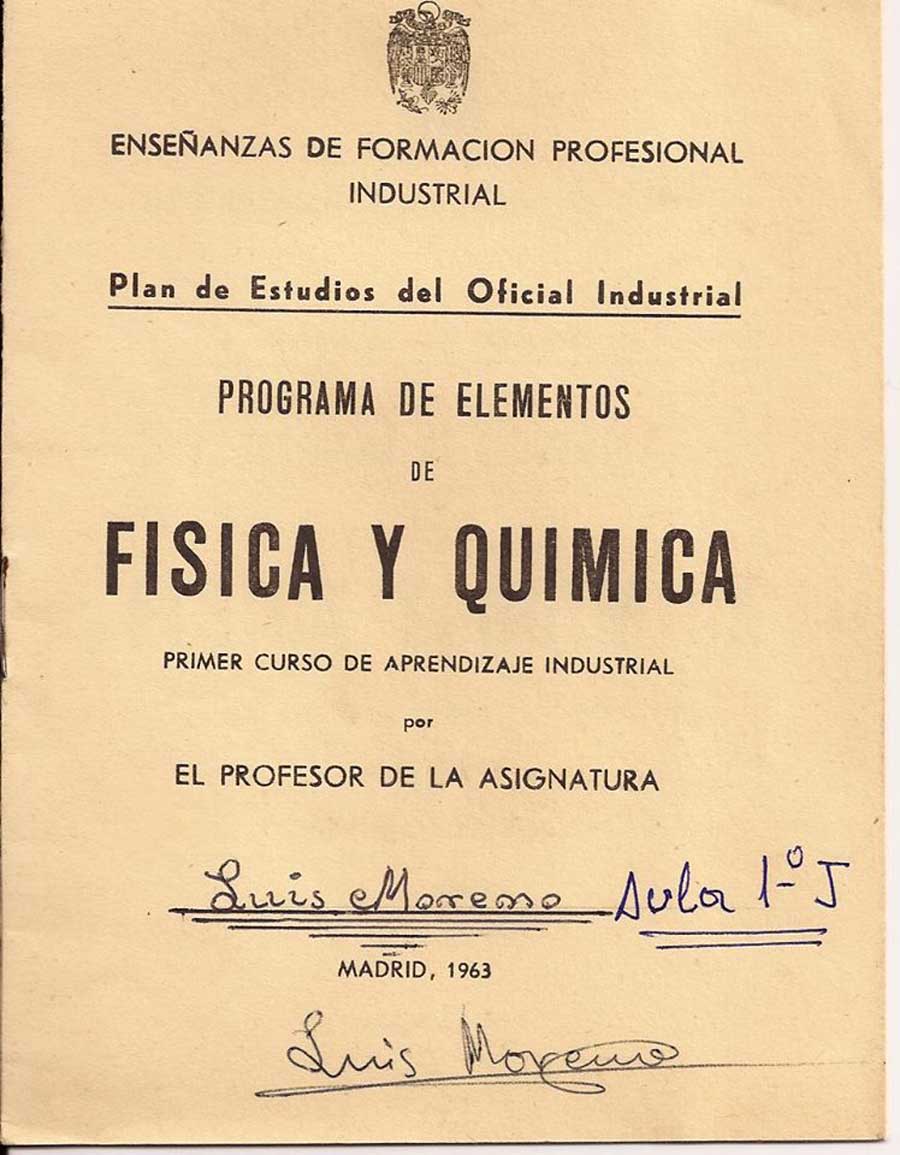 ENSEÑANZAS DE FORMACION PROFESIONAL
INDUSTRIAL
Plan de Estudios del Oficial Industrial
PROGRAMA DE ELEMENTOS
DE
FISICA Y QUIMICA
PRIMER CURSO DE APRENDIZAJE INDUSTRIAL
por
EL PROFESOR DE LA ASIGNATURA
Luis Moreno Aula 1-º J
MADRID, 1963
Luis Moreno